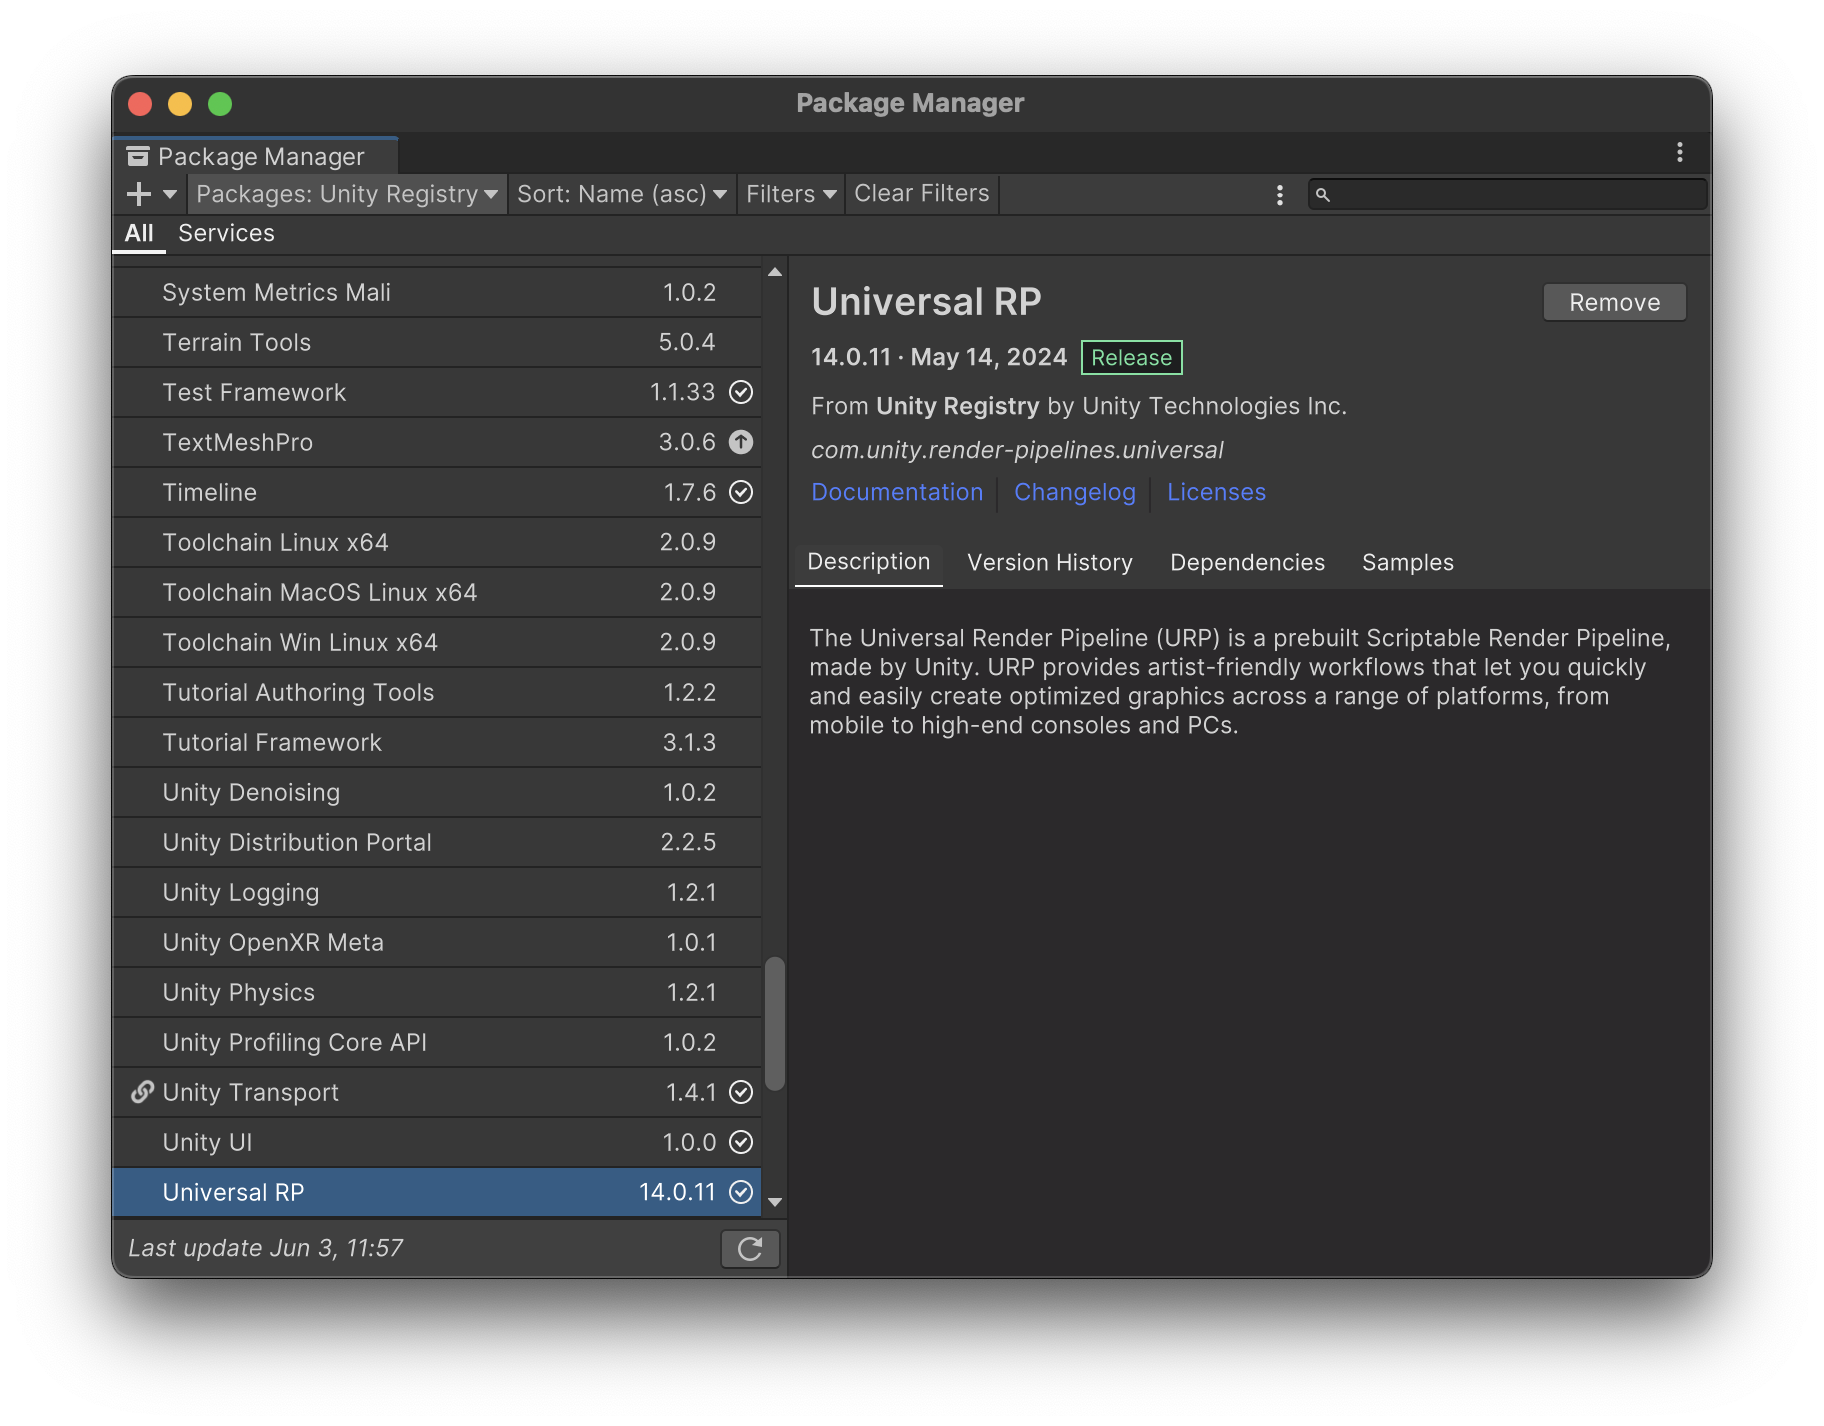 Package Manager
Package Manager
Packages: Unity Registry
Sort: Name (asc)
Filters
Clear Filters
All
Services
System Metrics Mali 1.0.2
Terrain Tools 5.0.4
Test Framework 1.1.33
TextMeshPro 3.0.6
Timeline 1.7.6
Toolchain Linux x64 2.0.9
Toolchain MacOS Linux x64 2.0.9
Toolchain Win Linux x64 2.0.9
Tutorial Authoring Tools 1.2.2
Tutorial Framework 3.1.3
Unity Denoising 1.0.2
Unity Distribution Portal 2.2.5
Unity Logging 1.2.1
Unity OpenXR Meta 1.0.1
Unity Physics 1.2.1
Unity Profiling Core API 1.0.2
Unity Transport 1.4.1
Unity UI 1.0.0
Universal RP 14.0.11
Last update Jun 3, 11:57
Universal RP
Remove
14.0.11 · May 14, 2024 Release
From Unity Registry by Unity Technologies Inc.
com.unity.render-pipelines.universal
Documentation Changelog Licenses
Description Version History Dependencies Samples
The Universal Render Pipeline (URP) is a prebuilt Scriptable Render Pipeline,
made by Unity. URP provides artist-friendly workflows that let you quickly
and easily create optimized graphics across a range of platforms, from
mobile to high-end consoles and PCs.